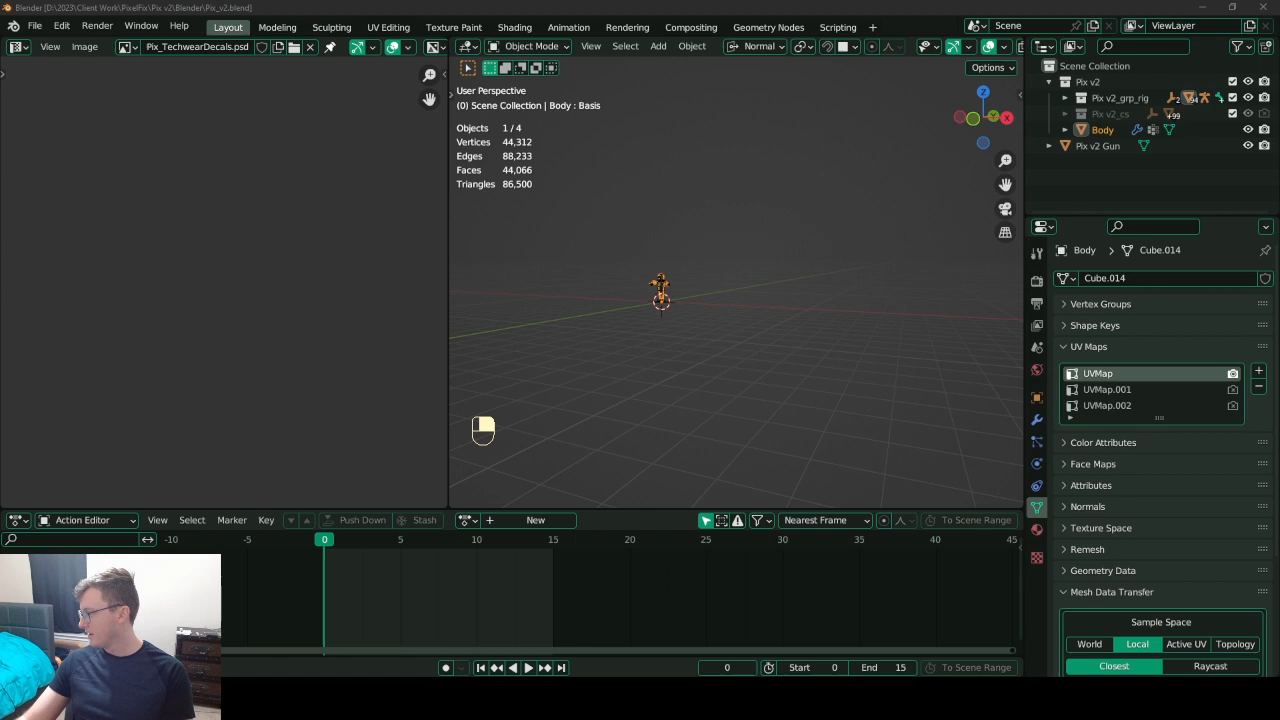 Blender [D:\2023\Client Work\PixelFix\Pix v2\Blender\Pix_v2.blend]
File Edit Render Window Help Layout Modeling Sculpting UV Editing Texture Paint Shading Animation Rendering Compositing Geometry Nodes Scripting + Scene ViewLayer
View Image Pix_TechwearDecals.psd Object Mode View Select Add Object Normal
Options
User Perspective
(0) Scene Collection | Body : Basis
Objects 1 / 4
Vertices 44,312
Edges 88,233
Faces 44,066
Triangles 86,500
Z
Y
X
Scene Collection
Pix v2
Pix v2_grp_rig
Pix v2_cs +99
Body
Pix v2 Gun
Body Cube.014
Cube.014
Vertex Groups
Shape Keys
UV Maps
UVMap
UVMap.001
UVMap.002
Color Attributes
Face Maps
Attributes
Normals
Texture Space
Remesh
Geometry Data
Mesh Data Transfer
Sample Space
World Local Active UV Topology
Closest Raycast
Action Editor View Select Marker Key Push Down Stash New Nearest Frame To Scene Range
-10 -5 0 5 10 15 20 25 30 35 40 45
0 Start 0 End 15 To Scene Range